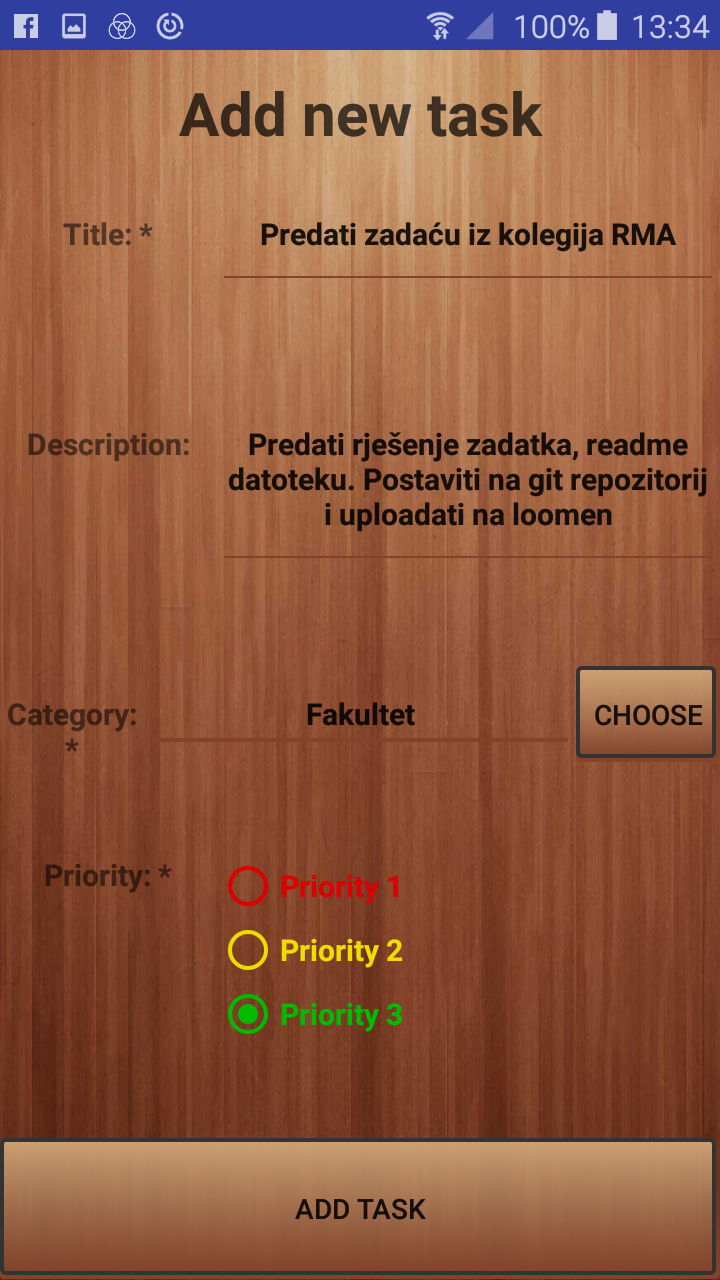 100% 13:34
Add new task
Title: *
Predati zadaću iz kolegija RMA
Description:
Predati rješenje zadatka, readme
datoteku. Postaviti na git repozitorij
i uploadati na loomen
Category:
*
Fakultet
CHOOSE
Priority: *
Priority 1
Priority 2
Priority 3
ADD TASK